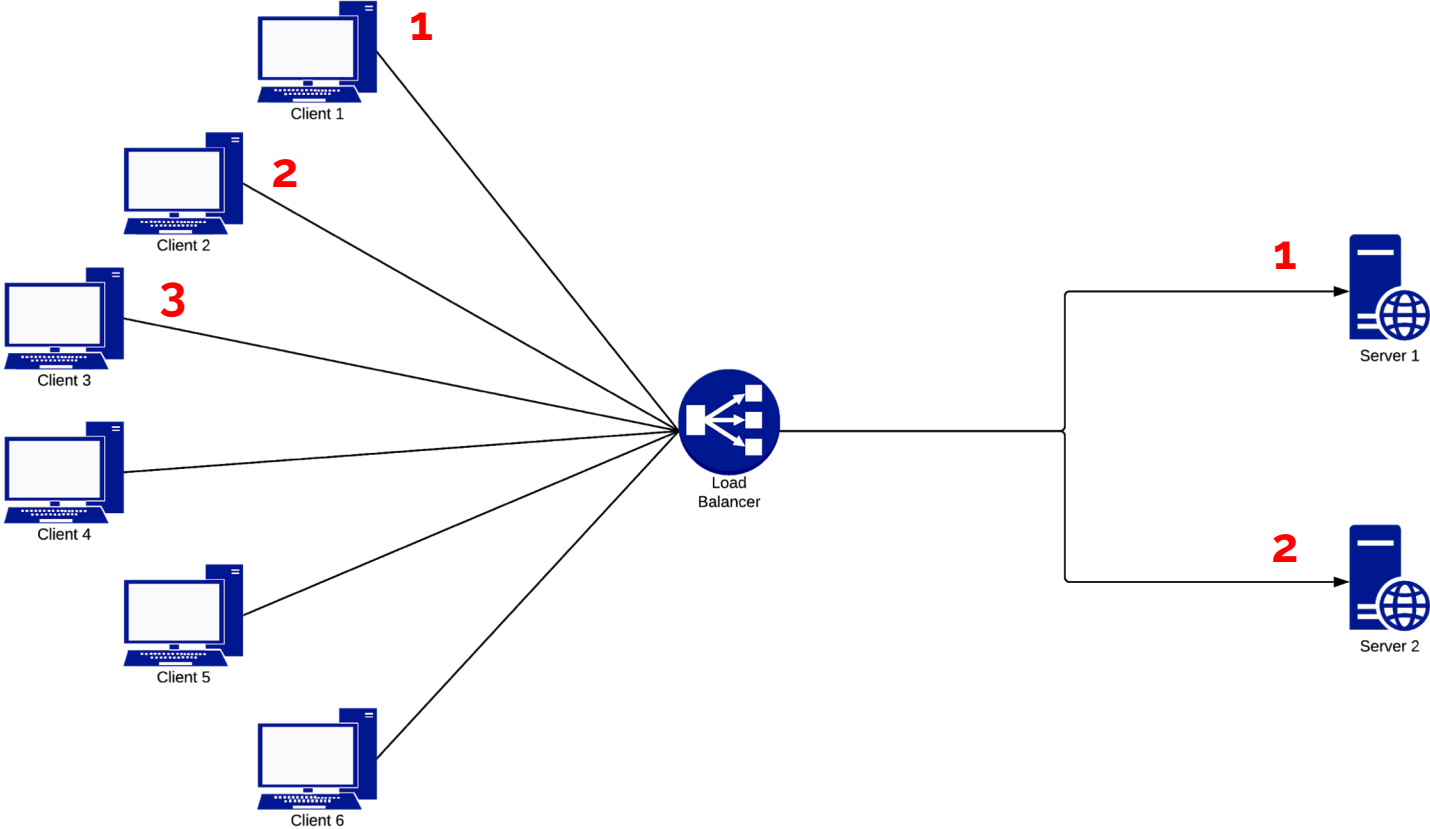 1
Client 1
2
Client 2
3
Client 3
Client 4
Client 5
Client 6
Load
Balancer
1
Server 1
2
Server 2